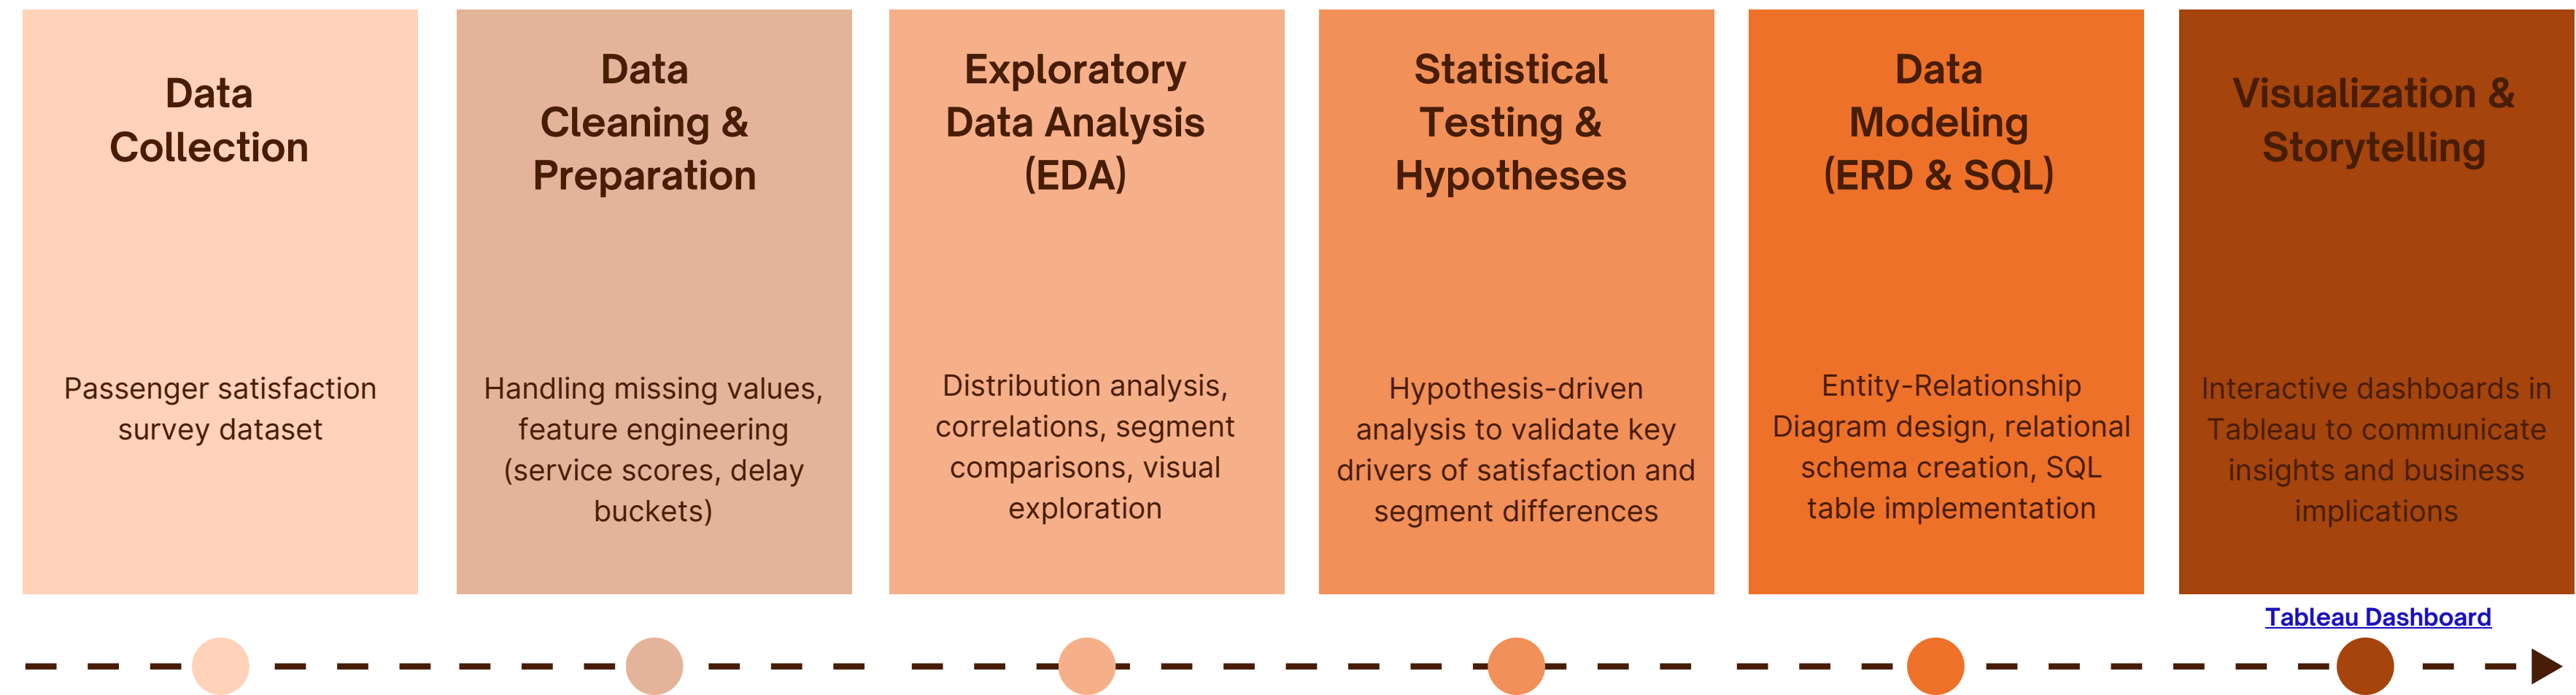 Data
Collection
Passenger satisfaction
survey dataset
Data
Cleaning &
Preparation
Handling missing values,
feature engineering
(service scores, delay
buckets)
Exploratory
Data Analysis
(EDA)
Distribution analysis,
correlations, segment
comparisons, visual
exploration
Statistical
Testing &
Hypotheses
Hypothesis-driven
analysis to validate key
drivers of satisfaction and
segment differences
Data
Modeling
(ERD & SQL)
Entity-Relationship
Diagram design, relational
schema creation, SQL
table implementation
Visualization &
Storytelling
Interactive dashboards in
Tableau to communicate
insights and business
implications
Tableau Dashboard